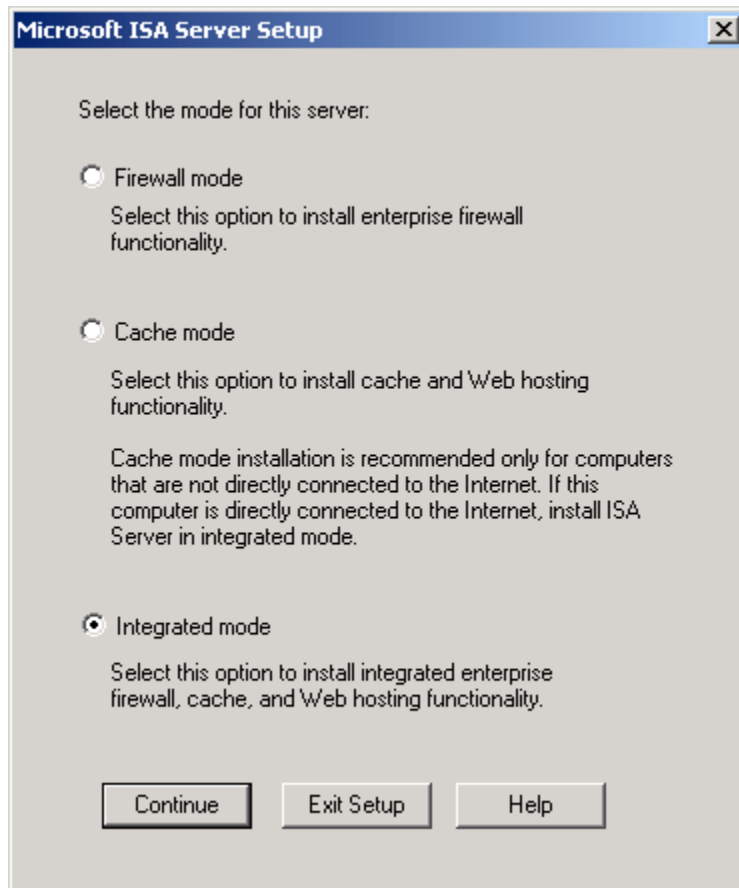 Microsoft ISA Server Setup
Select the mode for this server:
Firewall mode
Select this option to install enterprise firewall
functionality.
Cache mode
Select this option to install cache and Web hosting
functionality.
Cache mode installation is recommended only for computers
that are not directly connected to the Internet. If this
computer is directly connected to the Internet, install ISA
Server in integrated mode.
Integrated mode
Select this option to install integrated enterprise
firewall, cache, and Web hosting functionality.
Continue
Exit Setup
Help